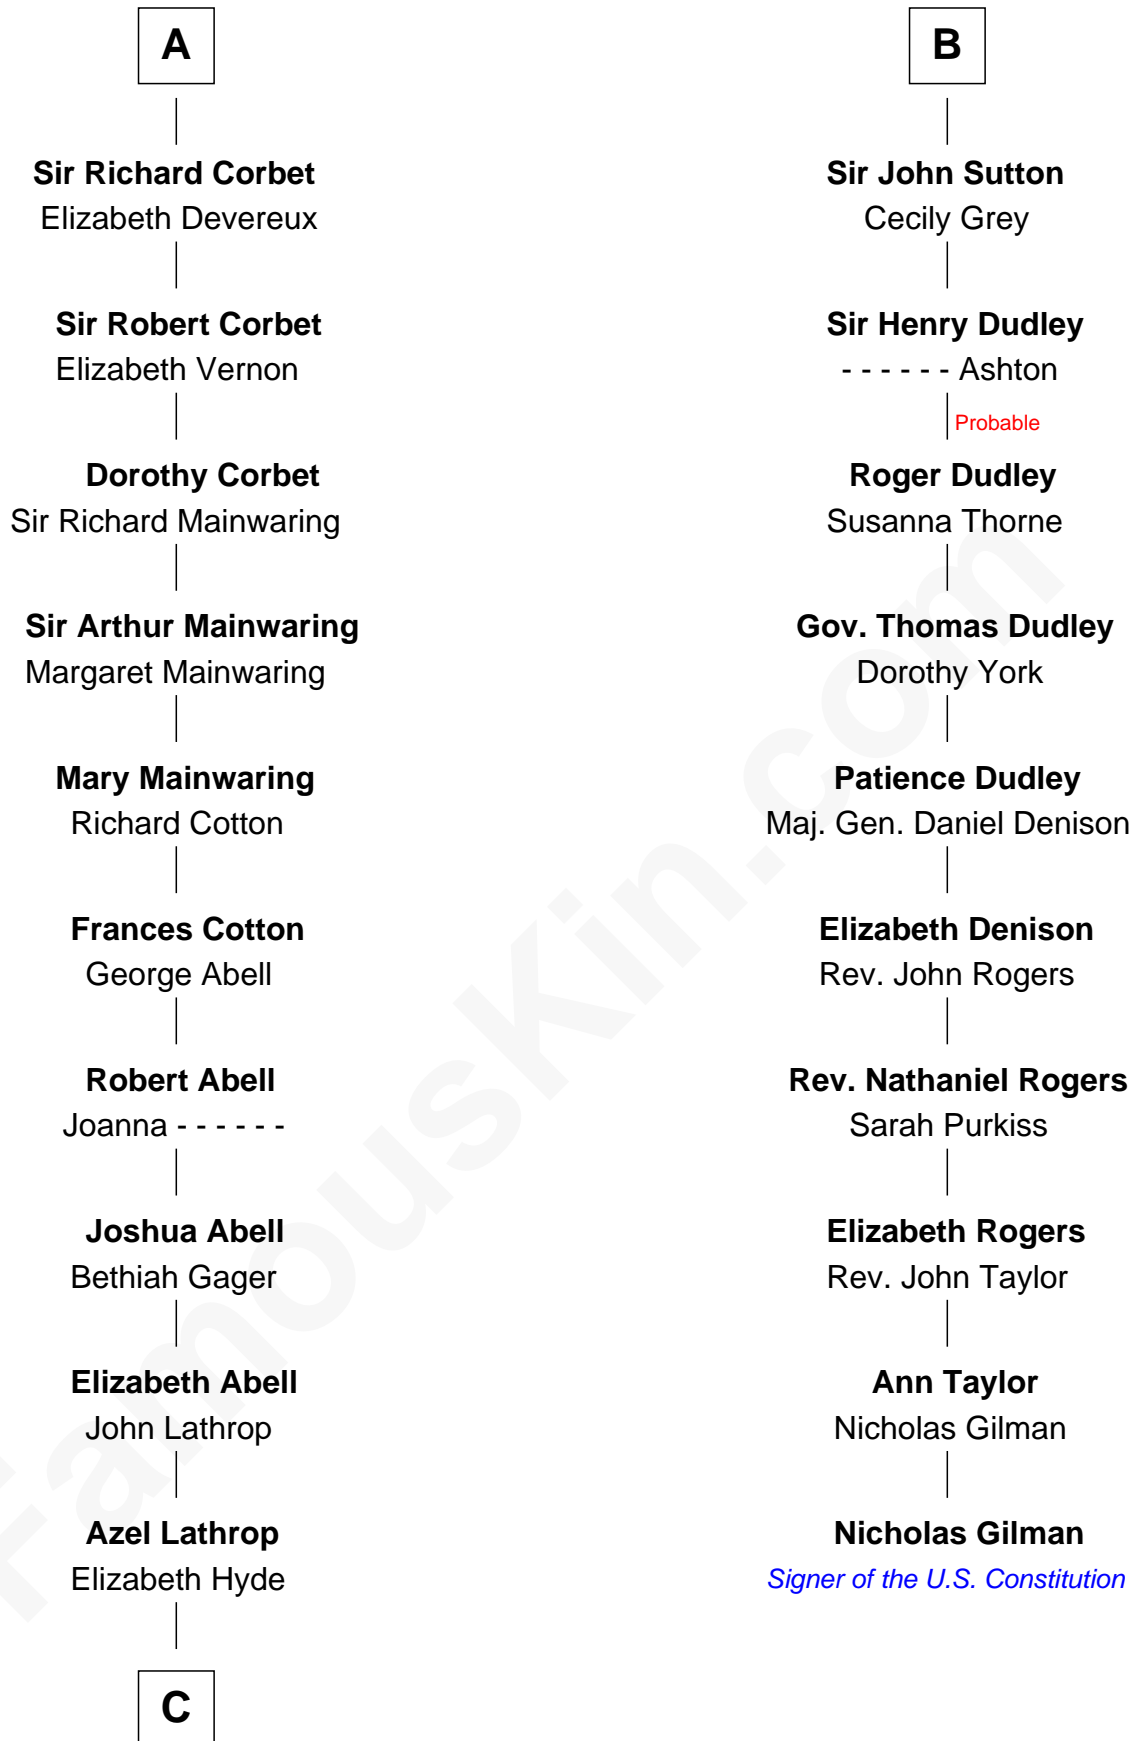 A
Sir Richard Corbet
Elizabeth Devereux
Sir Robert Corbet
Elizabeth Vernon
Dorothy Corbet
Sir Richard Mainwaring
Sir Arthur Mainwaring
Margaret Mainwaring
Mary Mainwaring
Richard Cotton
Frances Cotton
George Abell
Robert Abell
Joanna - - - - - -
Joshua Abell
Bethiah Gager
Elizabeth Abell
John Lathrop
Azel Lathrop
Elizabeth Hyde
C
B
Sir John Sutton
Cecily Grey
Sir Henry Dudley
- - - - - - Ashton
Probable
Roger Dudley
Susanna Thorne
Gov. Thomas Dudley
Dorothy York
Patience Dudley
Maj. Gen. Daniel Denison
Elizabeth Denison
Rev. John Rogers
Rev. Nathaniel Rogers
Sarah Purkiss
Elizabeth Rogers
Rev. John Taylor
Ann Taylor
Nicholas Gilman
Nicholas Gilman
Signer of the U.S. Constitution
FamousKin.com